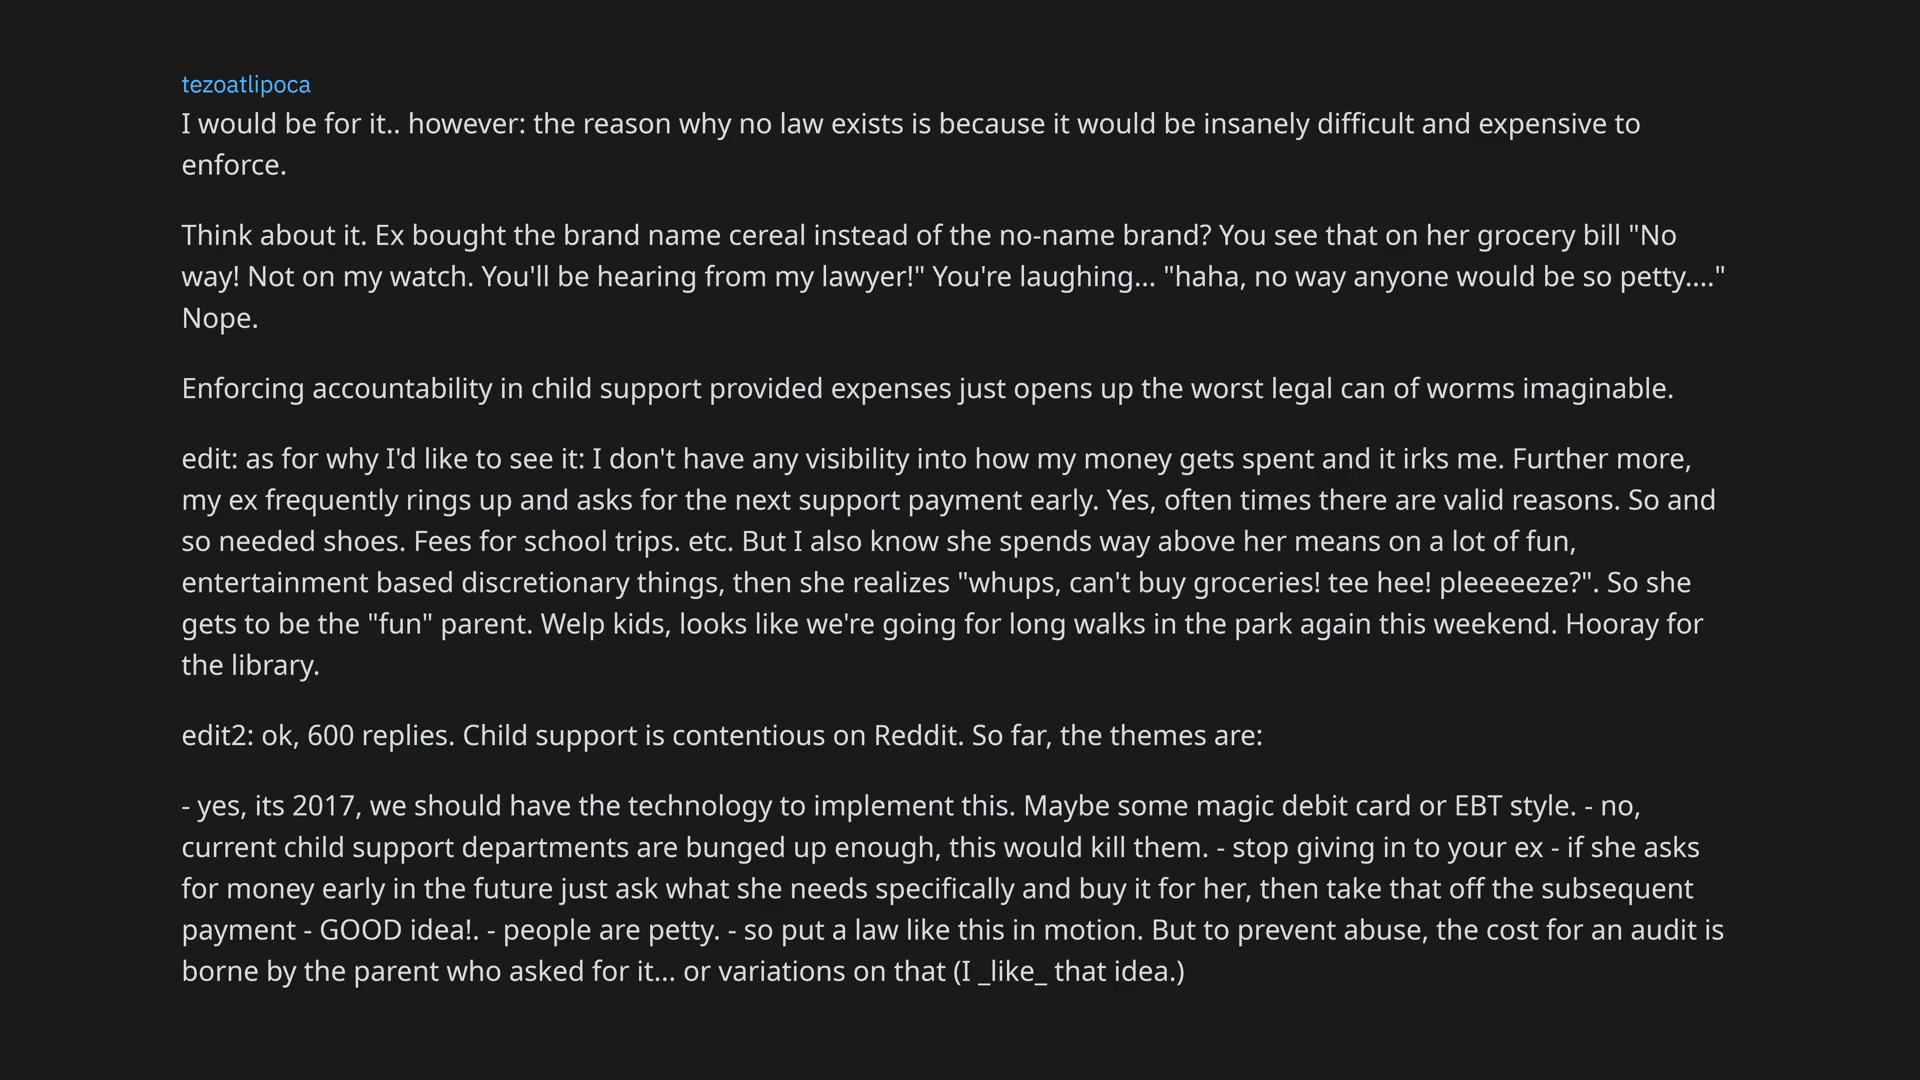 tezoatlipoca
I would be for it.. however: the reason why no law exists is because it would be insanely difficult and expensive to
enforce.
Think about it. Ex bought the brand name cereal instead of the no-name brand? You see that on her grocery bill "No
way! Not on my watch. You'll be hearing from my lawyer!" You're laughing... "haha, no way anyone would be so petty...."
Nope.
Enforcing accountability in child support provided expenses just opens up the worst legal can of worms imaginable.
edit: as for why I'd like to see it: I don't have any visibility into how my money gets spent and it irks me. Further more,
my ex frequently rings up and asks for the next support payment early. Yes, often times there are valid reasons. So and
so needed shoes. Fees for school trips. etc. But I also know she spends way above her means on a lot of fun,
entertainment based discretionary things, then she realizes "whups, can't buy groceries! tee hee! pleeeeeze?". So she
gets to be the "fun" parent. Welp kids, looks like we're going for long walks in the park again this weekend. Hooray for
the library.
edit2: ok, 600 replies. Child support is contentious on Reddit. So far, the themes are:
- yes, its 2017, we should have the technology to implement this. Maybe some magic debit card or EBT style. - no,
current child support departments are bunged up enough, this would kill them. - stop giving in to your ex - if she asks
for money early in the future just ask what she needs specifically and buy it for her, then take that off the subsequent
payment - GOOD idea!. - people are petty. - so put a law like this in motion. But to prevent abuse, the cost for an audit is
borne by the parent who asked for it... or variations on that (I _like_ that idea.)